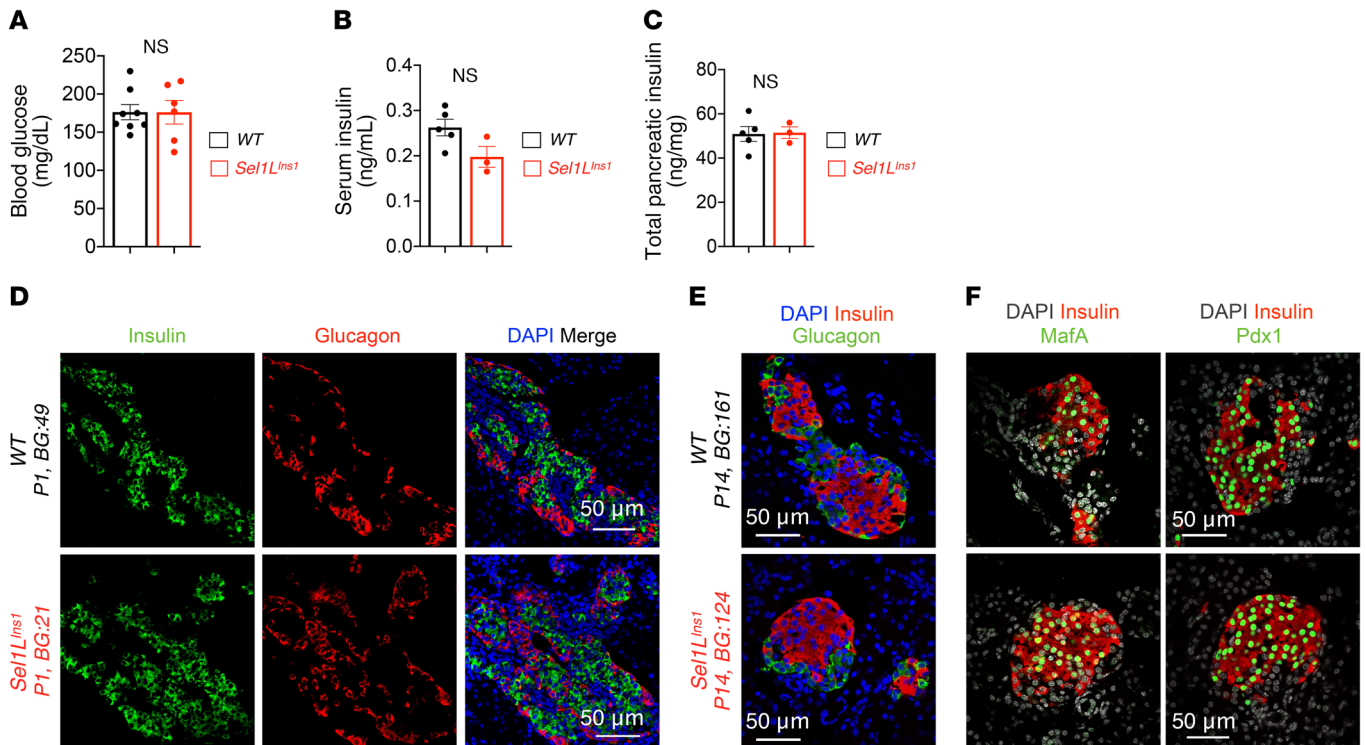 A
Blood glucose
(mg/dL)
250
200
150
100
50
0
NS
WT
Sel1L^Ins1
B
Serum insulin
(ng/mL)
0.4
0.3
0.2
0.1
0.0
NS
WT
Sel1L^Ins1
C
Total pancreatic insulin
(ng/mg)
80
60
40
20
0
NS
WT
Sel1L^Ins1
D
Insulin
Glucagon
DAPI Merge
WT
P1, BG:49
50 μm
Sel1L^Ins1
P1, BG:21
50 μm
E
DAPI Insulin
Glucagon
WT
P14, BG:161
50 μm
Sel1L^Ins1
P14, BG:124
50 μm
F
DAPI Insulin
MafA
DAPI Insulin
Pdx1
50 μm
50 μm